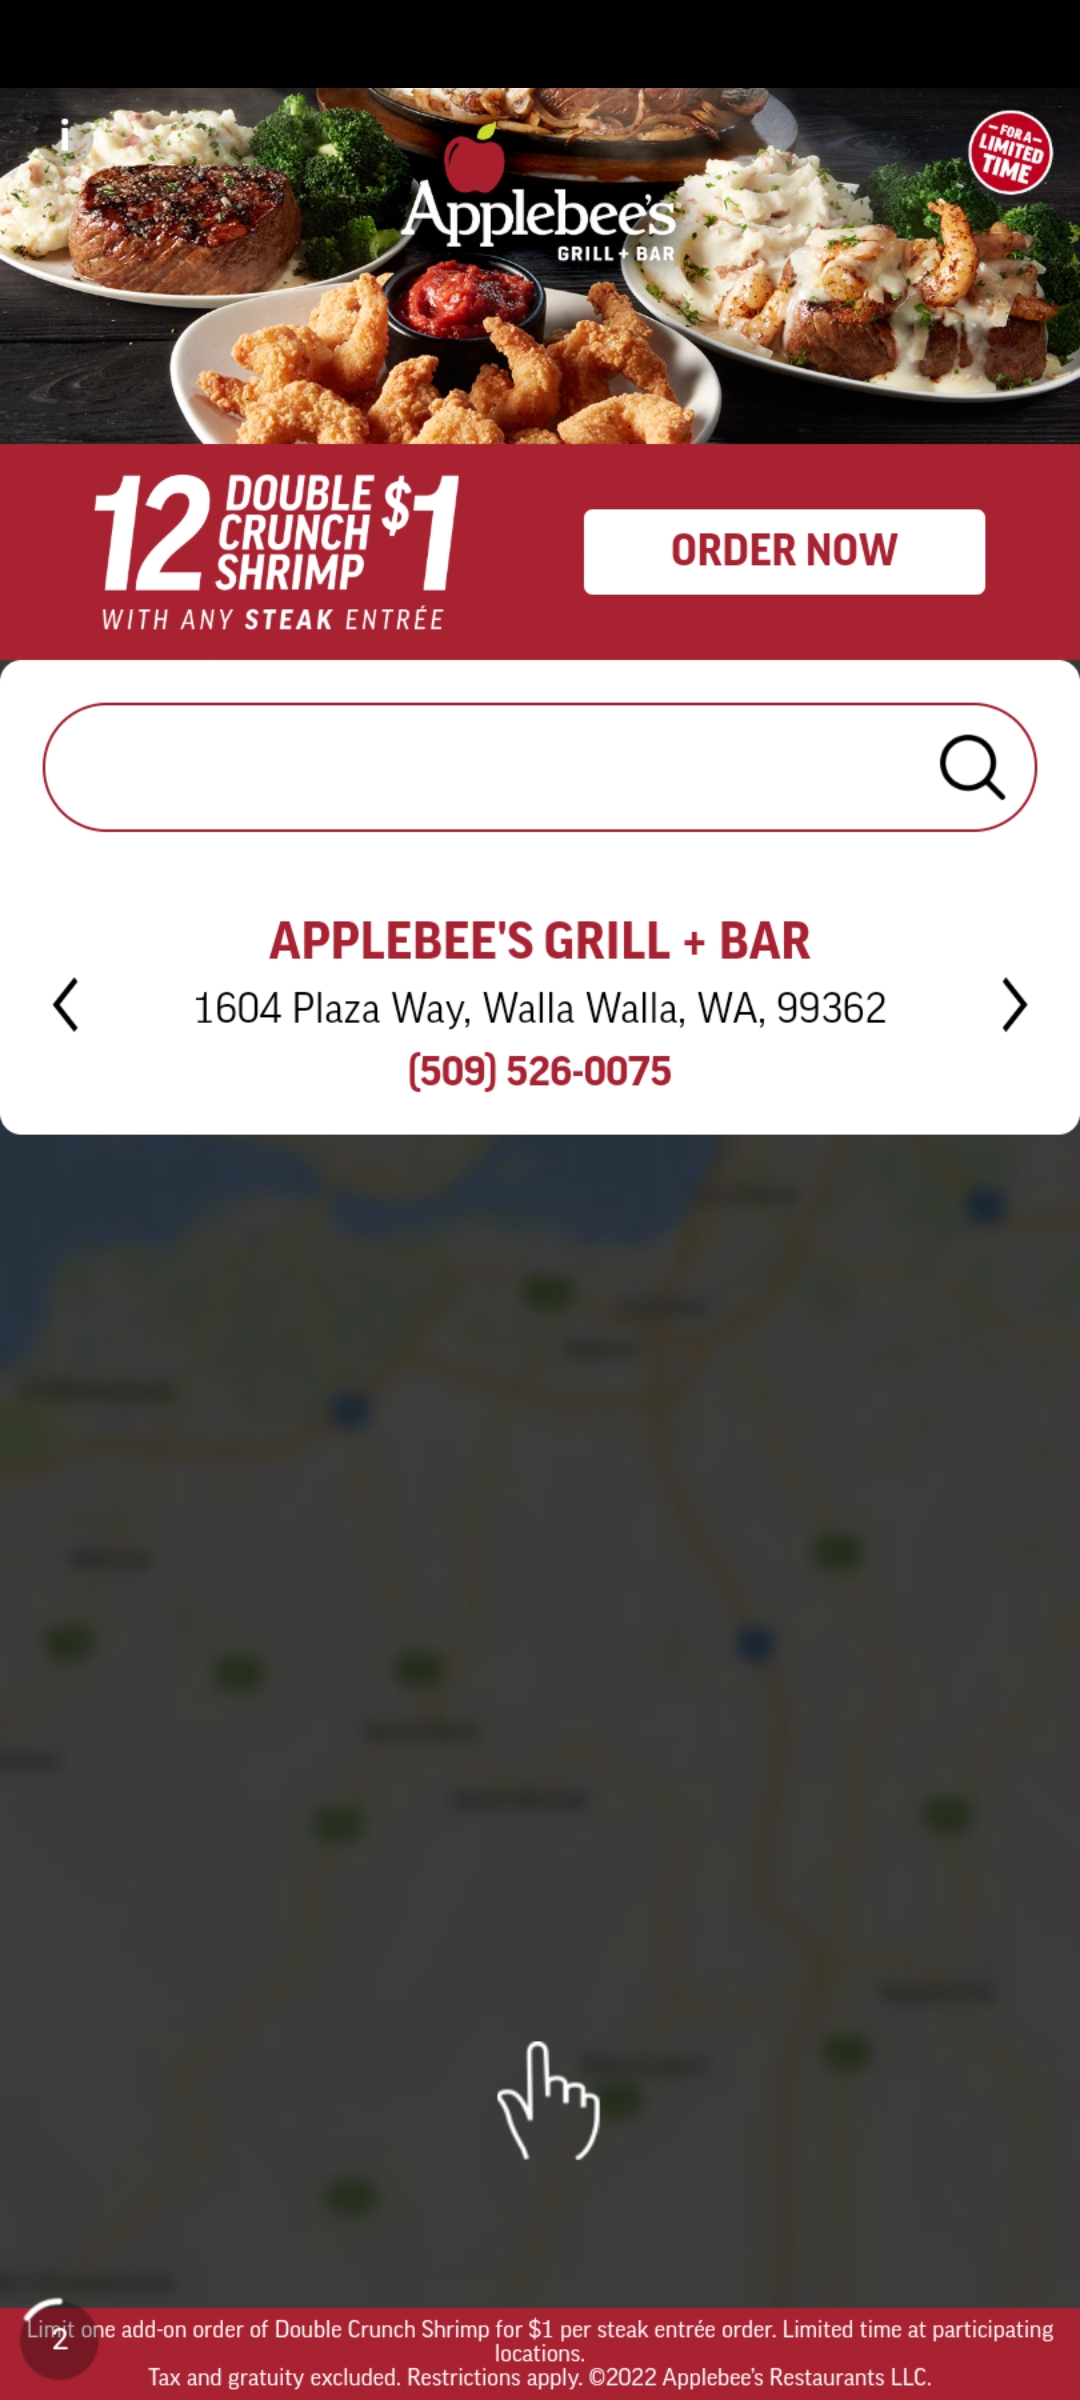 i
Applebee's
GRILL + BAR
FOR A
LIMITED
TIME
12 DOUBLE CRUNCH SHRIMP $1
WITH ANY STEAK ENTRÉE
ORDER NOW
APPLEBEE'S GRILL + BAR
1604 Plaza Way, Walla Walla, WA, 99362
(509) 526-0075
Limit one add-on order of Double Crunch Shrimp for $1 per steak entrée order. Limited time at participating
locations.
2
Tax and gratuity excluded. Restrictions apply. ©2022 Applebee's Restaurants LLC.